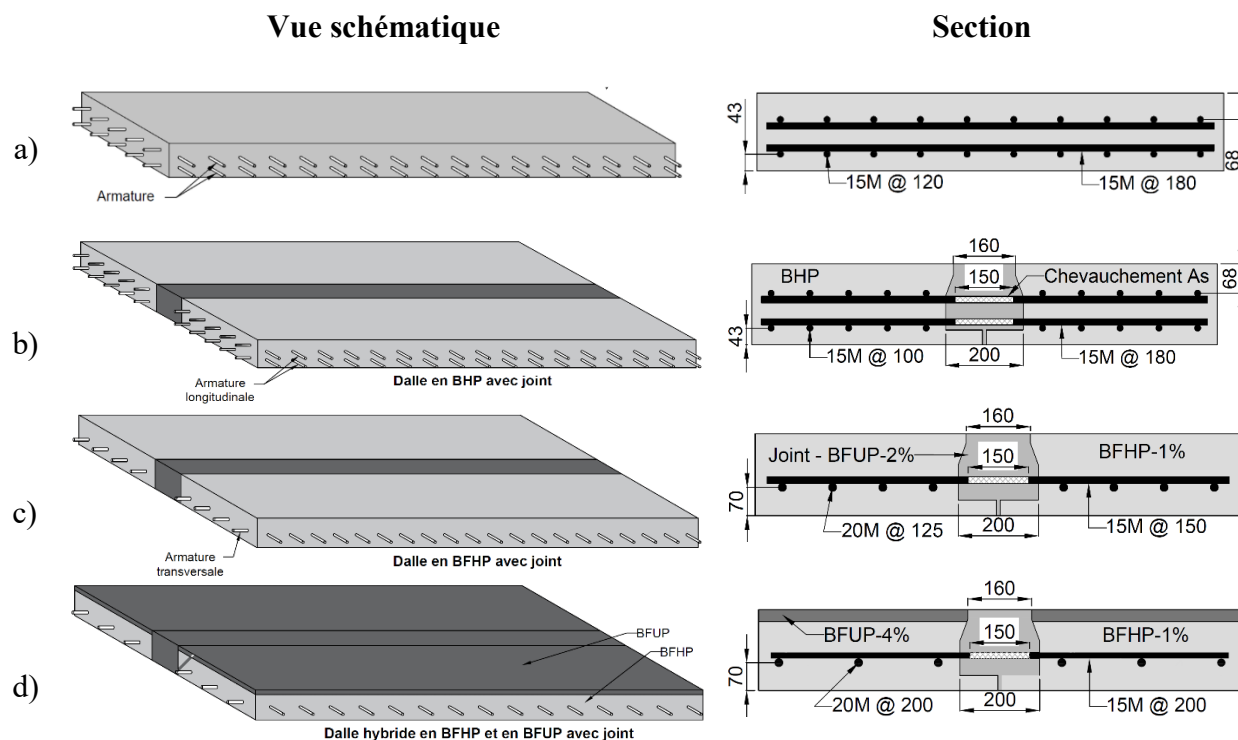 Vue schématique
Section
a)
Armature
43
68
15M @ 120
15M @ 180
b)
Armature
longitudinale
Dalle en BHP avec joint
160
BHP
150
Chevauchement As
68
43
15M @ 100
15M @ 180
200
c)
Armature
transversale
Dalle en BFHP avec joint
160
Joint - BFUP-2%
150
BFHP-1%
70
20M @ 125
15M @ 150
200
d)
BFUP
BFHP
Dalle hybride en BFHP et en BFUP avec joint
160
BFUP-4%
150
BFHP-1%
70
20M @ 200
15M @ 200
200